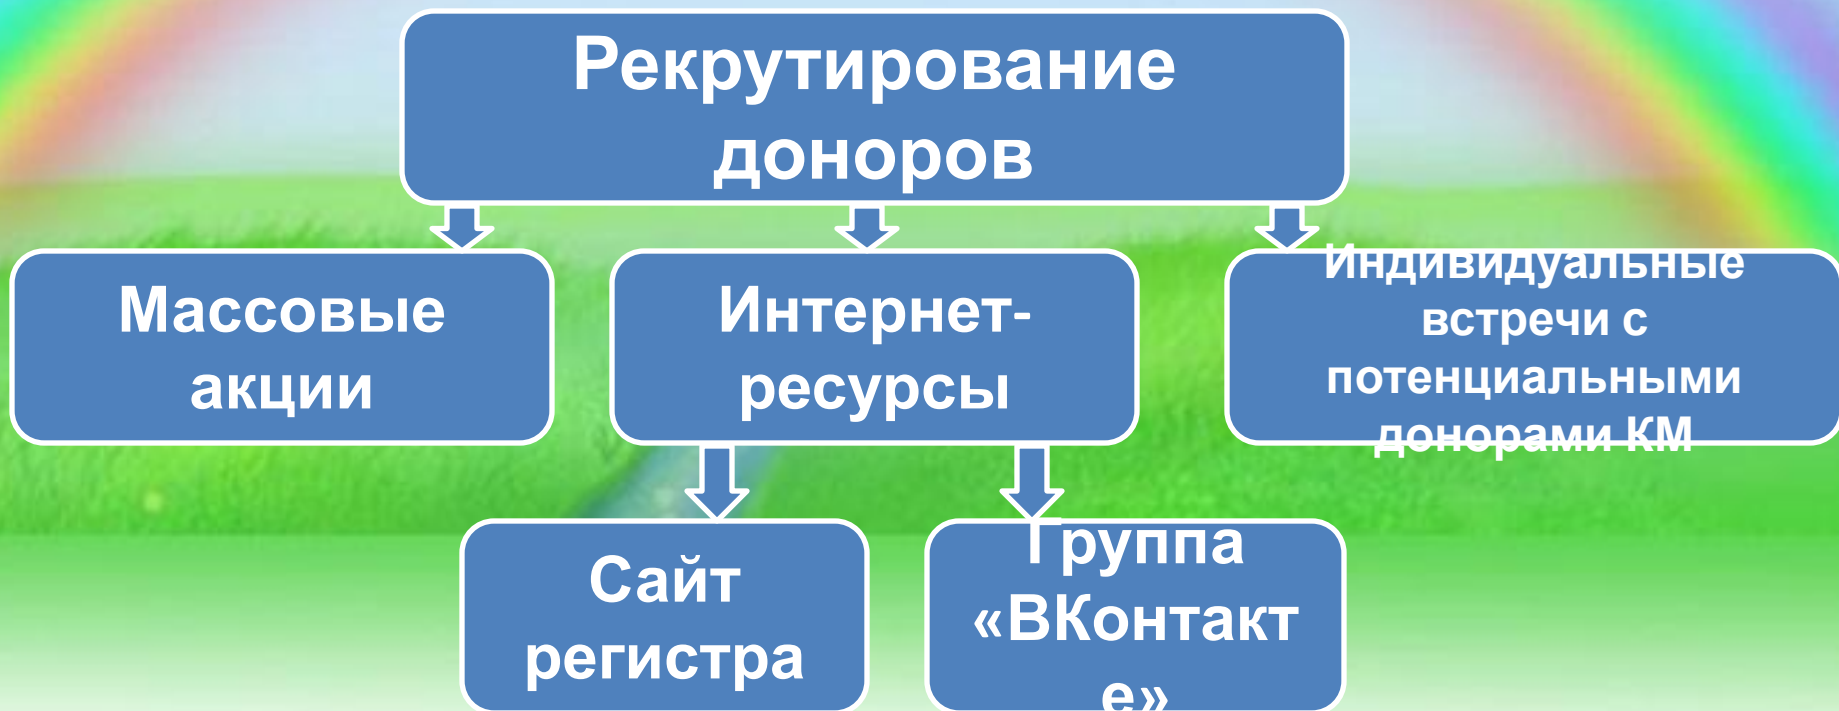 Рекрутирование
доноров
Массовые
акции
Интернет-
ресурсы
Индивидуальные
встречи с
потенциальными
донорами КМ
Сайт
регистра
Группа
«ВКонтакт
е»